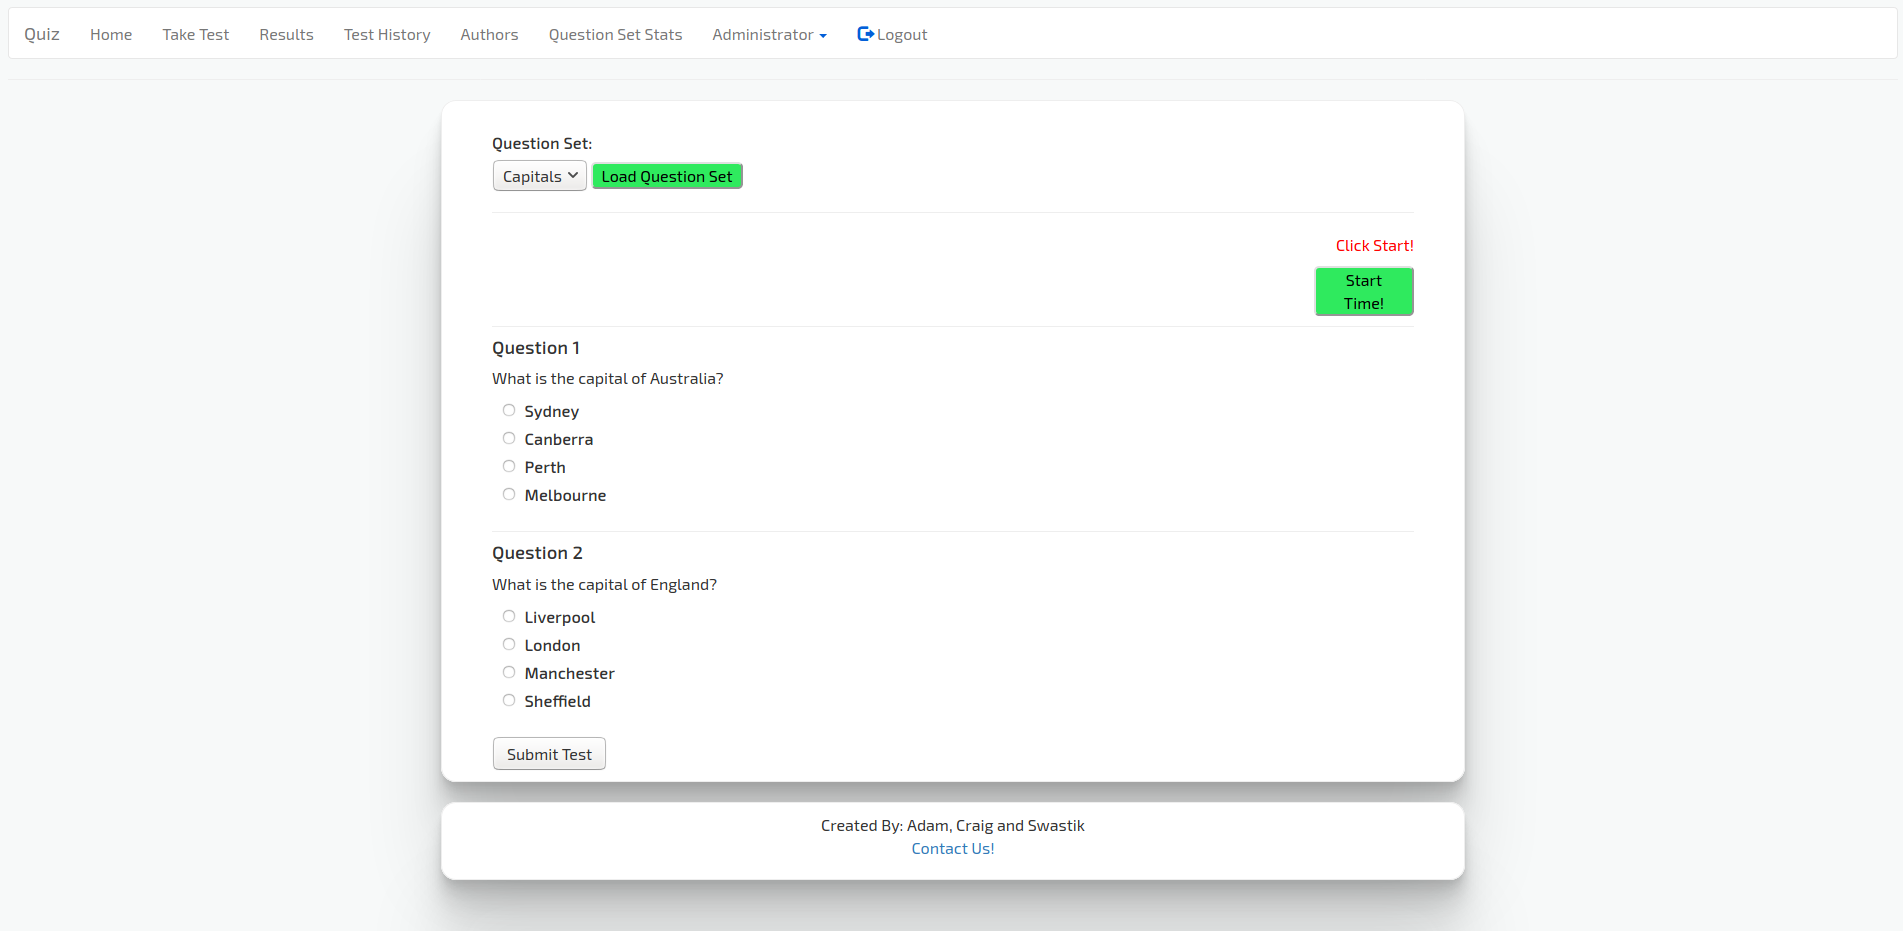 Quiz Home Take Test Results Test History Authors Question Set Stats Administrator Logout
Question Set:
Capitals Load Question Set
Click Start!
Start
Time!
Question 1
What is the capital of Australia?
Sydney
Canberra
Perth
Melbourne
Question 2
What is the capital of England?
Liverpool
London
Manchester
Sheffield
Submit Test
Created By: Adam, Craig and Swastik
Contact Us!